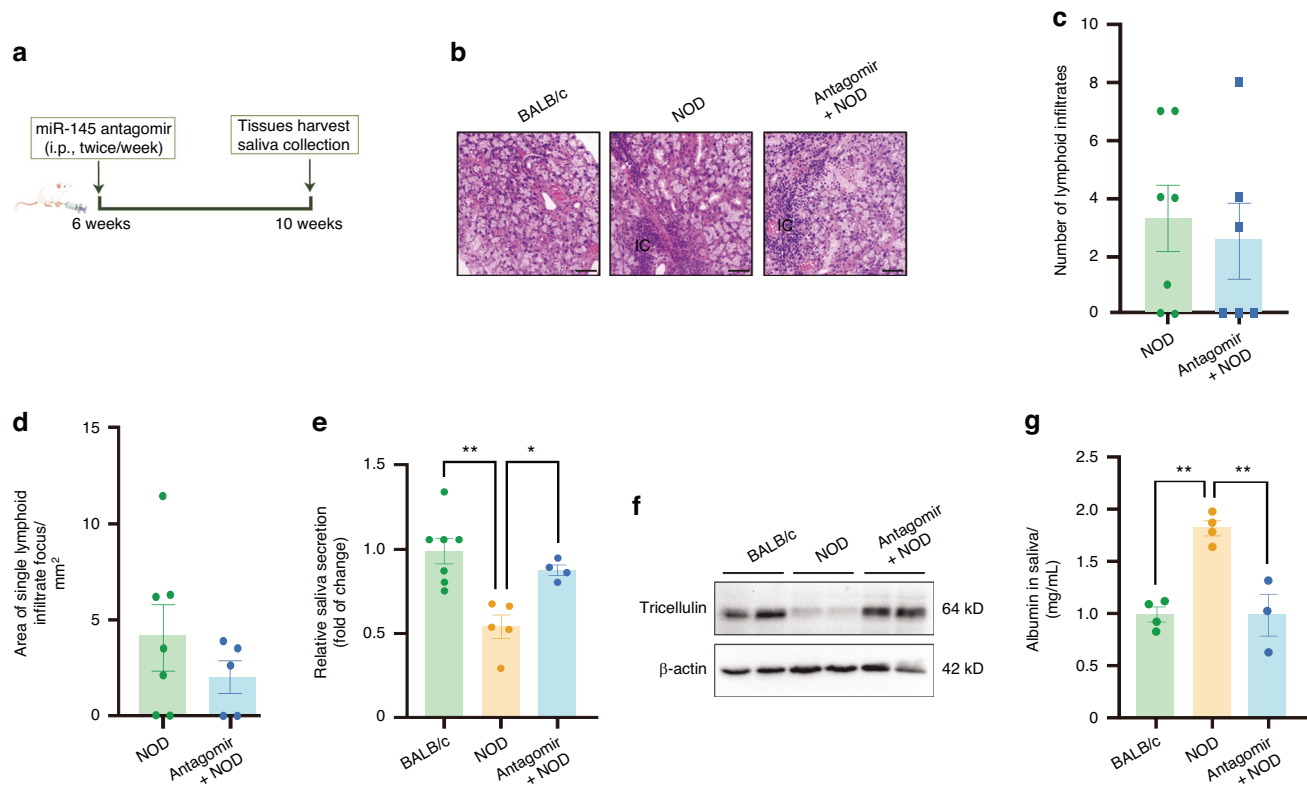 a
miR-145 antagomir
(i.p., twice/week)
Tissues harvest
saliva collection
6 weeks
10 weeks
b
BALB/c
NOD
Antagomir
+ NOD
IC
IC
c
Number of lymphoid infiltrates
10
8
6
4
2
0
NOD
Antagomir
+ NOD
d
Area of single lymphoid
infiltrate focus/
mm²
15
10
5
0
NOD
Antagomir
+ NOD
e
Relative saliva secretion
(fold of change)
1.5
1.0
0.5
0
**
*
BALB/c
NOD
Antagomir
+ NOD
f
BALB/c
NOD
Antagomir
+ NOD
Tricellulin
64 kD
β-actin
42 kD
g
Albumin in saliva/
(mg/mL)
2.5
2.0
1.5
1.0
0.5
0
**
**
BALB/c
NOD
Antagomir
+ NOD